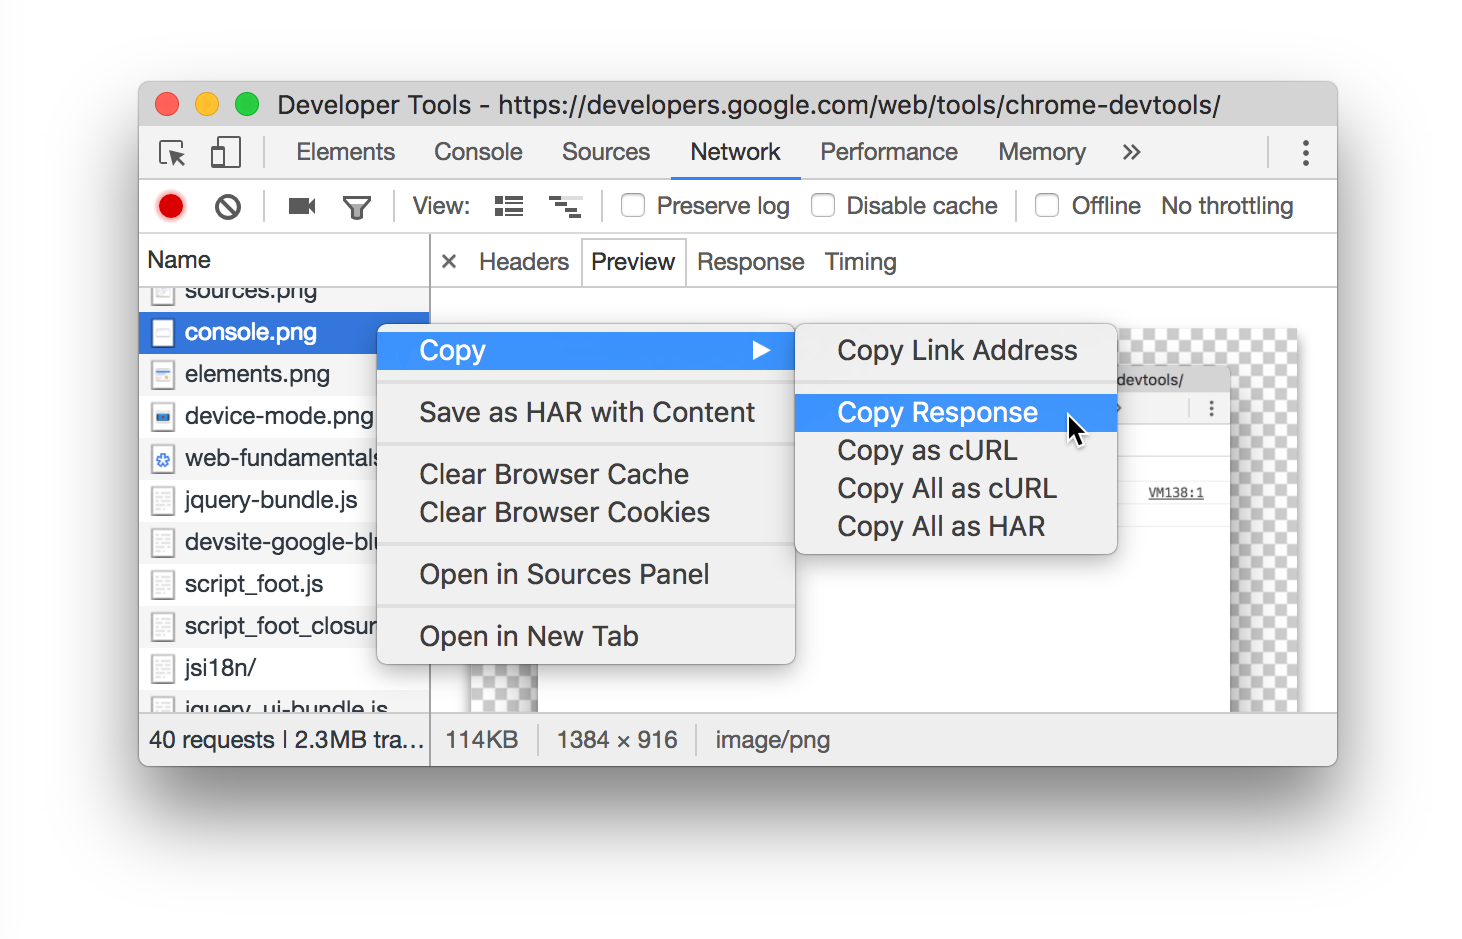 Developer Tools - https://developers.google.com/web/tools/chrome-devtools/
Elements Console Sources Network Performance Memory »
View: Preserve log Disable cache Offline No throttling
Name
× Headers Preview Response Timing
sources.png
console.png
elements.png
device-mode.png
web-fundamentals
jquery-bundle.js
devsite-google-blu
script_foot.js
script_foot_closur
jsi18n/
jquery_ui-bundle.js
Copy
Save as HAR with Content
Clear Browser Cache
Clear Browser Cookies
Open in Sources Panel
Open in New Tab
Copy Link Address
Copy Response
Copy as cURL
Copy All as cURL
Copy All as HAR
devtools/
VM138:1
40 requests | 2.3MB tra... 114KB 1384 × 916 image/png